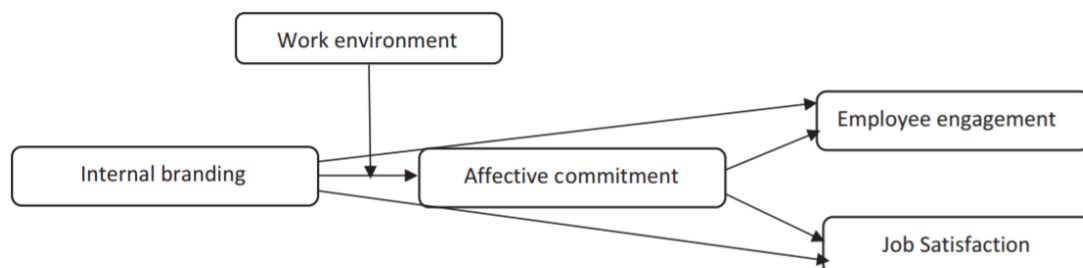 Work environment
Employee engagement
Internal branding
Affective commitment
Job Satisfaction